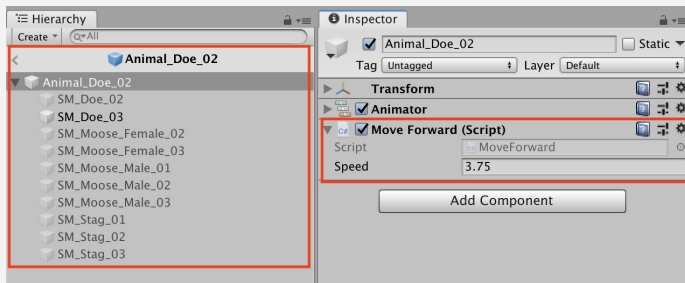 Hierarchy
Create
All
Animal_Doe_02
Animal_Doe_02
SM_Doe_02
SM_Doe_03
SM_Moose_Female_02
SM_Moose_Female_03
SM_Moose_Male_01
SM_Moose_Male_02
SM_Moose_Male_03
SM_Stag_01
SM_Stag_02
SM_Stag_03
Inspector
Animal_Doe_02 Static
Tag Untagged Layer Default
Transform
Animator
C# Move Forward (Script)
Script MoveForward
Speed 3.75
Add Component